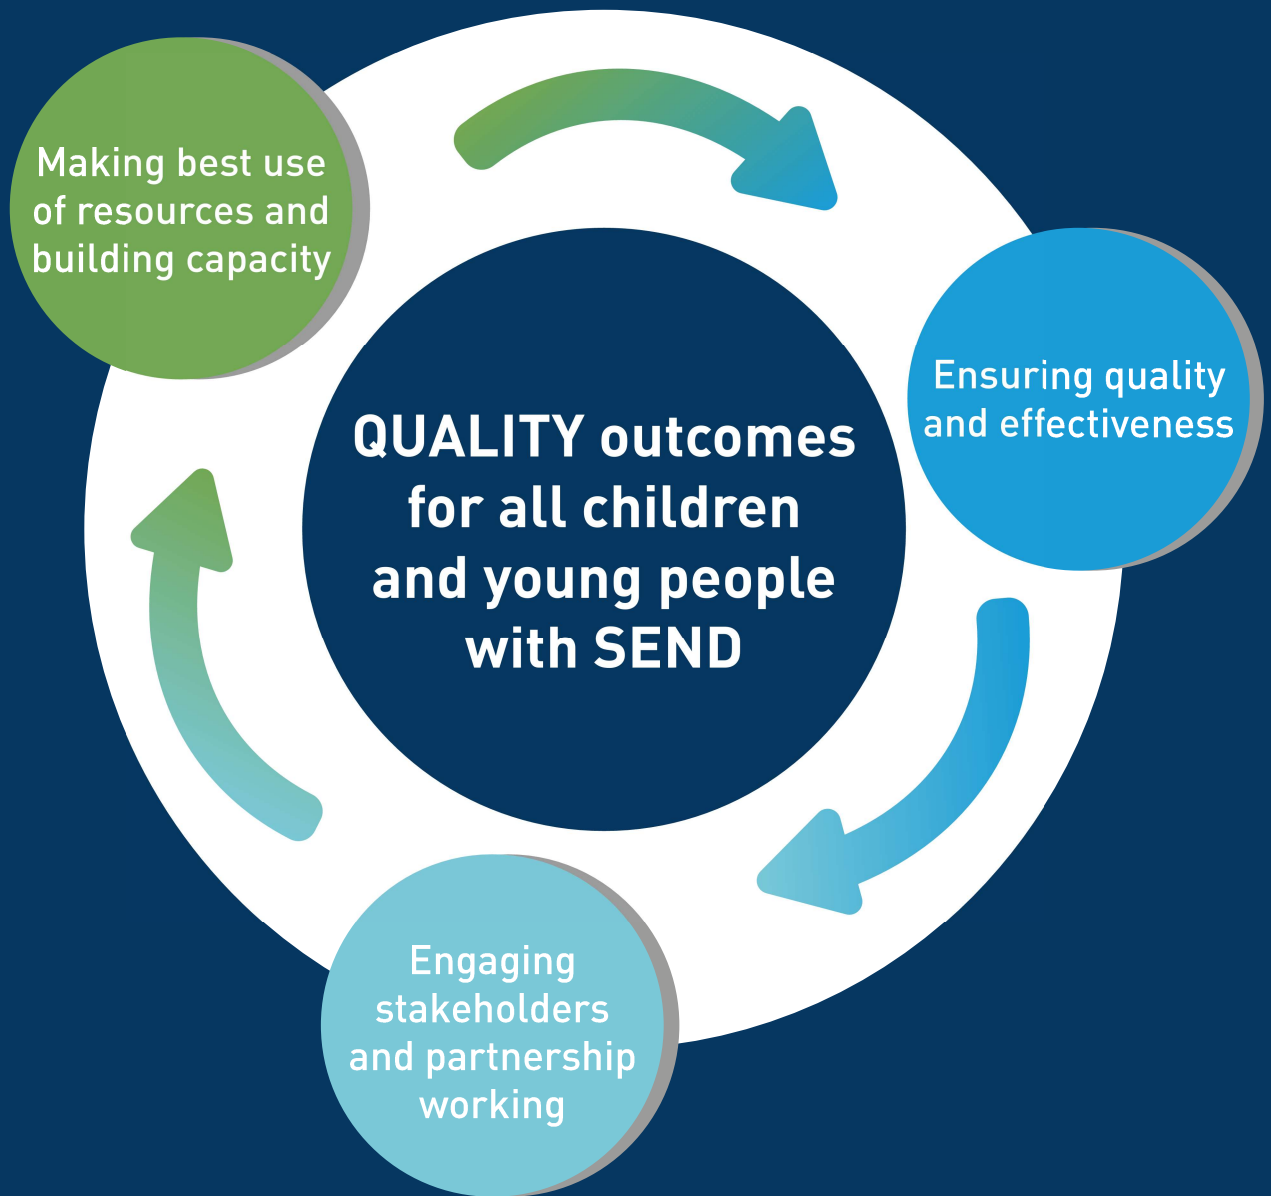 Making best use
of resources and
building capacity
Ensuring quality
and effectiveness
QUALITY outcomes
for all children
and young people
with SEND
Engaging
stakeholders
and partnership
working